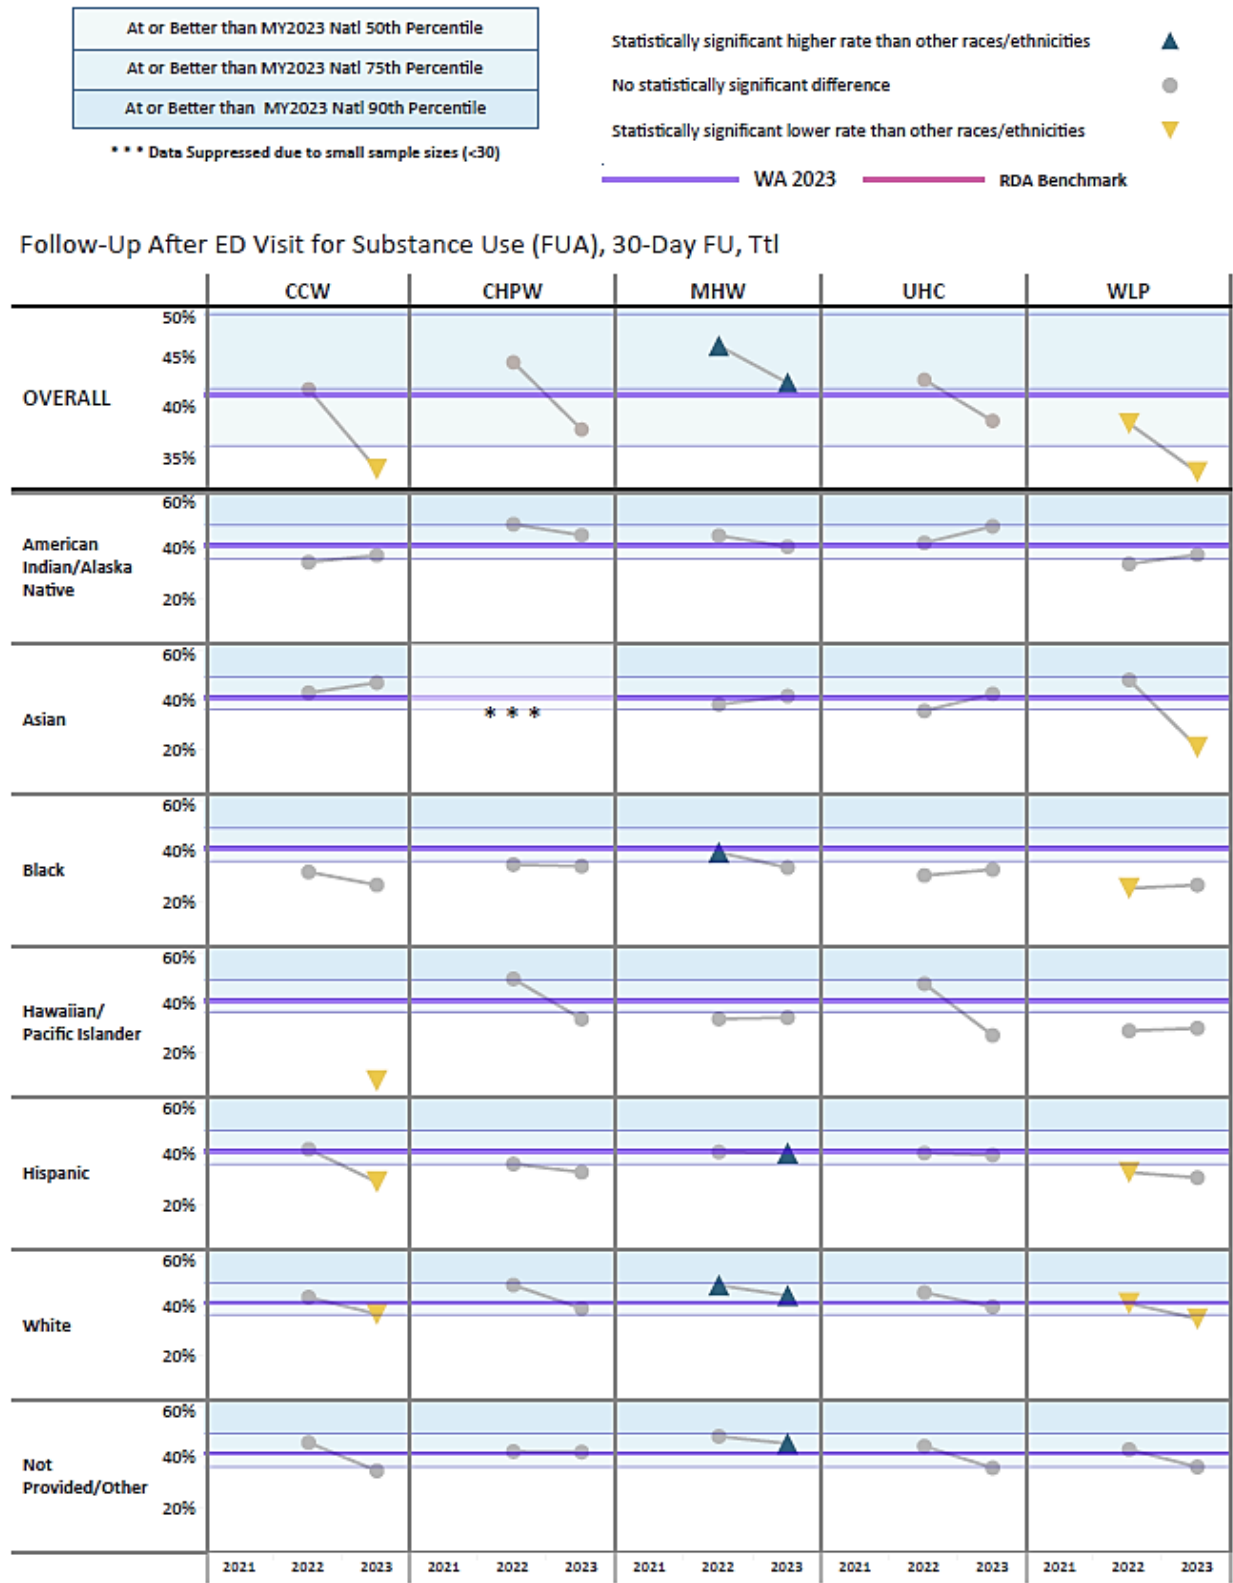 At or Better than MY2023 Natl 50th Percentile
At or Better than MY2023 Natl 75th Percentile
At or Better than  MY2023 Natl 90th Percentile
* * * Data Suppressed due to small sample sizes (<30)
Statistically significant higher rate than other races/ethnicities
No statistically significant difference
Statistically significant lower rate than other races/ethnicities
WA 2023
RDA Benchmark
Follow-Up After ED Visit for Substance Use (FUA), 30-Day FU, Ttl
CCW CHPW MHW UHC WLP
50%
45%
OVERALL
40%
35%
60%
American
Indian/Alaska
Native
40%
20%
60%
40%
Asian
* * *
20%
60%
40%
Black
20%
60%
40%
Hawaiian/
Pacific Islander
20%
60%
40%
Hispanic
20%
60%
40%
White
20%
60%
40%
Not
Provided/Other
20%
2021 2022 2023 2021 2022 2023 2021 2022 2023 2021 2022 2023 2021 2022 2023